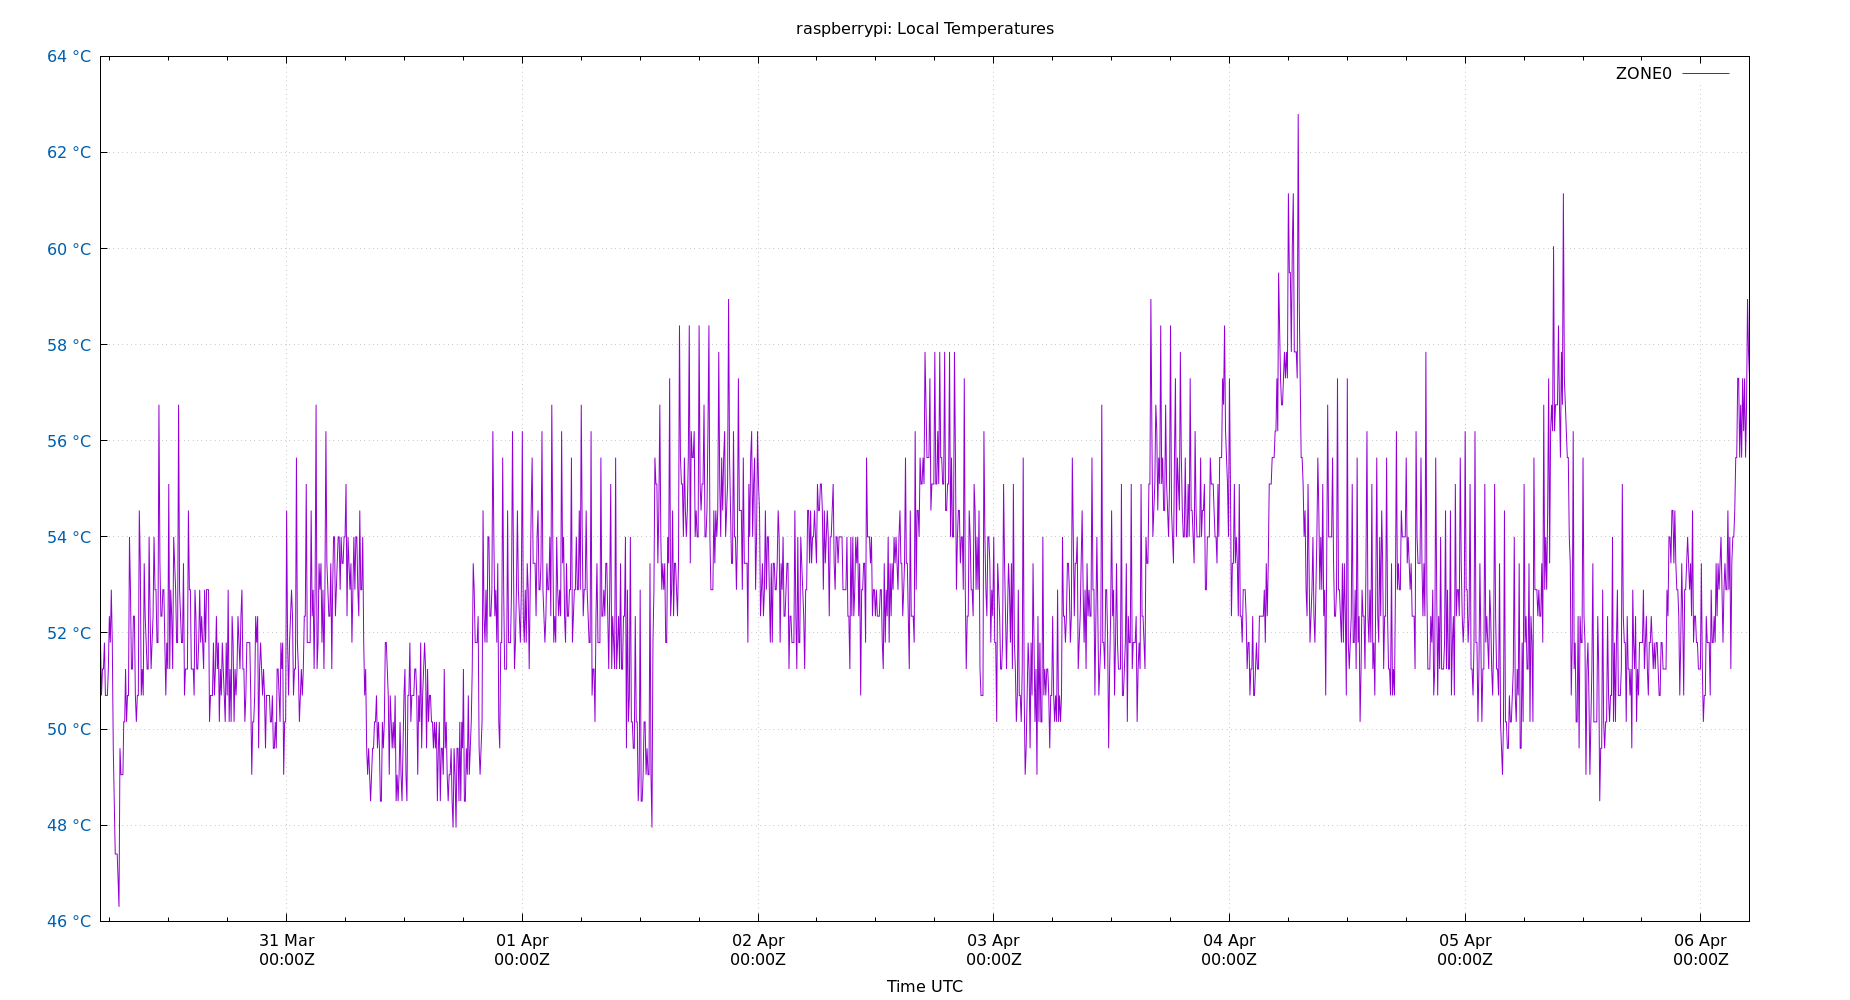 raspberrypi: Local Temperatures
64 °C
ZONE0
62 °C
60 °C
58 °C
56 °C
54 °C
52 °C
50 °C
48 °C
46 °C
31 Mar 01 Apr 02 Apr 03 Apr 04 Apr 05 Apr 06 Apr
00:00Z 00:00Z 00:00Z 00:00Z 00:00Z 00:00Z 00:00Z
Time UTC